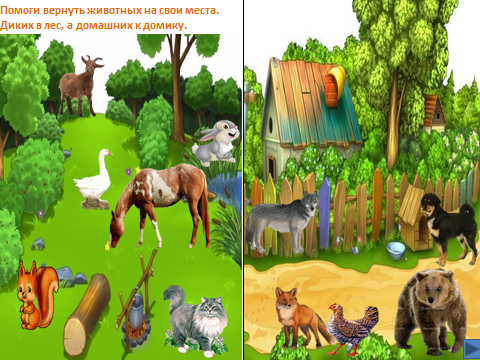 Помоги вернуть животных на свои места.
Диких в лес, а домашних к домику.